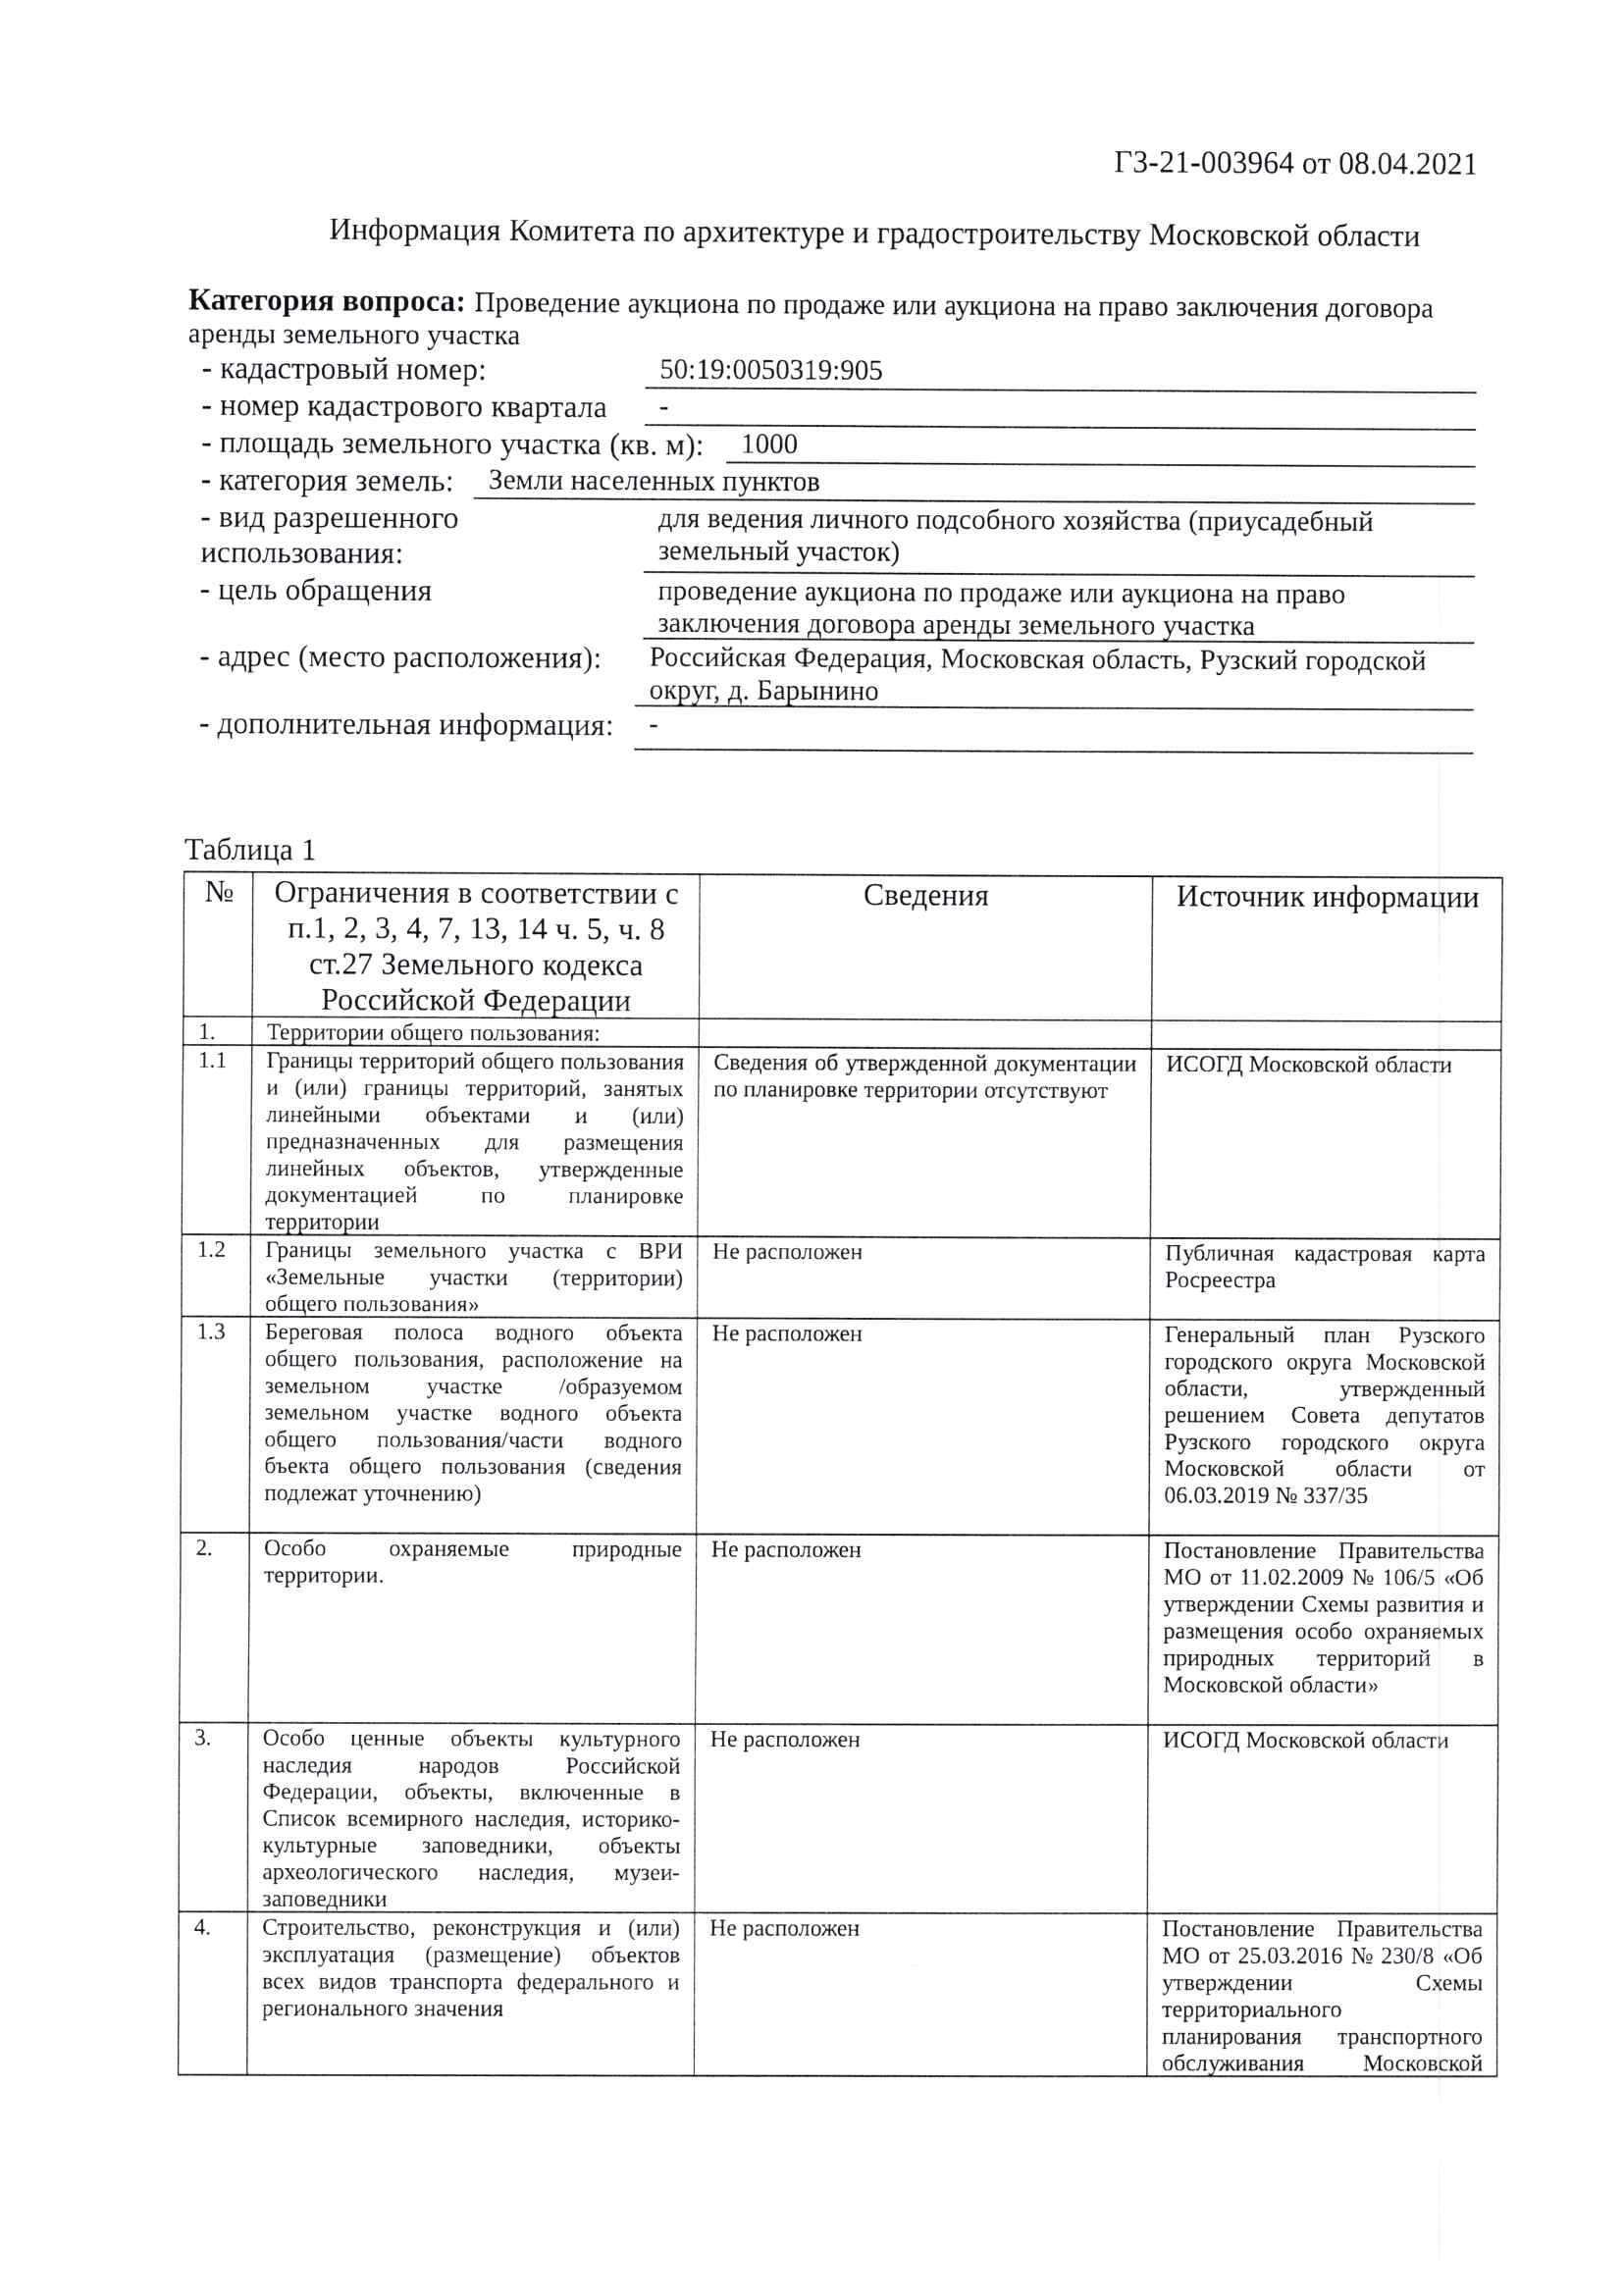 ГЗ-21-003964 от 08.04.2021
Информация Комитета по архитектуре и градостроительству Московской области
Категория вопроса: Проведение аукциона по продаже или аукциона на право заключения договора
аренды земельного участка
- кадастровый номер: 50:19:0050319:905
- номер кадастрового квартала -
- площадь земельного участка (кв. м): 1000
- категория земель: Земли населенных пунктов
- вид разрешенного
использования:
для ведения личного подсобного хозяйства (приусадебный
земельный участок)
- цель обращения
проведение аукциона по продаже или аукциона на право
заключения договора аренды земельного участка
- адрес (место расположения):
Российская Федерация, Московская область, Рузский городской
округ, д. Барынино
- дополнительная информация: -
Таблица 1
№
Ограничения в соответствии с
п.1, 2, 3, 4, 7, 13, 14 ч. 5, ч. 8
ст.27 Земельного кодекса
Российской Федерации
Сведения
Источник информации
1.
Территории общего пользования:
1.1
Границы территорий общего пользования
и (или) границы территорий, занятых
линейными объектами и (или)
предназначенных для размещения
линейных объектов, утвержденные
документацией по планировке
территории
Сведения об утвержденной документации
по планировке территории отсутствуют
ИСОГД Московской области
1.2
Границы земельного участка с ВРИ
«Земельные участки (территории)
общего пользования»
Не расположен
Публичная кадастровая карта
Росреестра
1.3
Береговая полоса водного объекта
общего пользования, расположение на
земельном участке /образуемом
земельном участке водного объекта
общего пользования/части водного
бъекта общего пользования (сведения
подлежат уточнению)
Не расположен
Генеральный план Рузского
городского округа Московской
области, утвержденный
решением Совета депутатов
Рузского городского округа
Московской области от
06.03.2019 № 337/35
2.
Особо охраняемые природные
территории.
Не расположен
Постановление Правительства
МО от 11.02.2009 № 106/5 «Об
утверждении Схемы развития и
размещения особо охраняемых
природных территорий в
Московской области»
3.
Особо ценные объекты культурного
наследия народов Российской
Федерации, объекты, включенные в
Список всемирного наследия, историко-
культурные заповедники, объекты
археологического наследия, музеи-
заповедники
Не расположен
ИСОГД Московской области
4.
Строительство, реконструкция и (или)
эксплуатация (размещение) объектов
всех видов транспорта федерального и
регионального значения
Не расположен
Постановление Правительства
МО от 25.03.2016 № 230/8 «Об
утверждении Схемы
территориального
планирования транспортного
обслуживания Московской